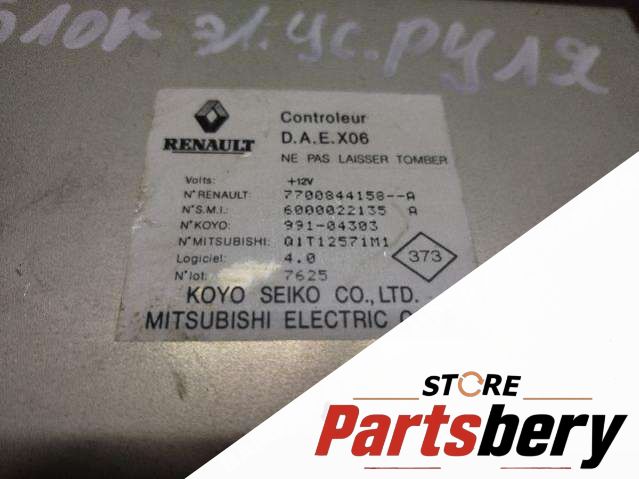 блок эл.ус.руля
RENAULT
Controleur
D.A.E.X06
NE PAS LAISSER TOMBER
Volts: +12V
N°RENAULT: 7700844158--A
N°S.M.I.: 6000022135 A
N°KOYO: 991-04303
N°MITSUBISHI: Q1T12571M1
Logiciel: 4.0
N°lot: 7625
373
KOYO SEIKO CO.,LTD.
MITSUBISHI ELECTRIC
STORE
Partsbery